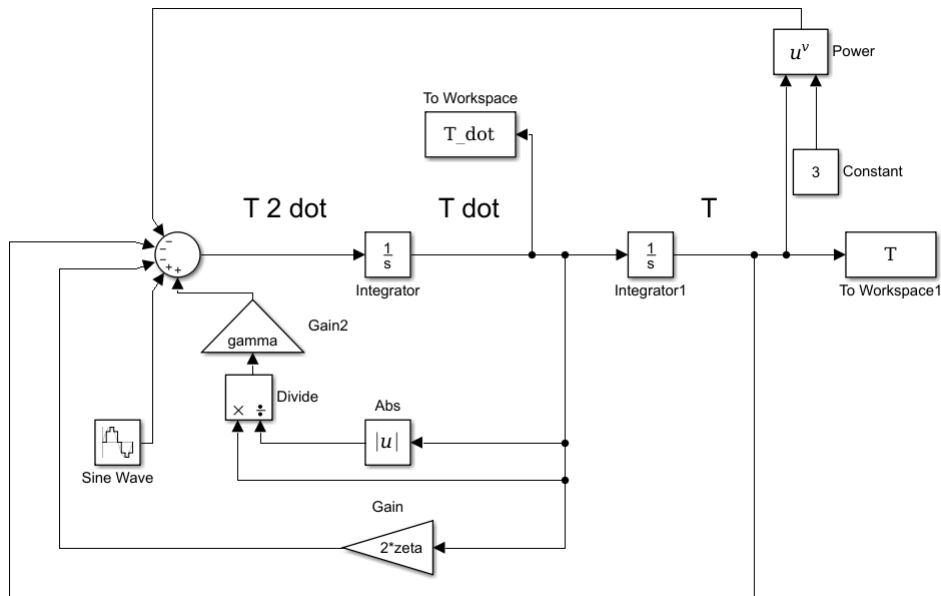 u^v
Power
To Workspace
T_dot
3
Constant
T 2 dot
T dot
T
−
−
−
+
+
1
s
Integrator
1
s
Integrator1
T
To Workspace1
gamma
Gain2
× ÷
Divide
Abs
|u|
Sine Wave
Gain
2*zeta